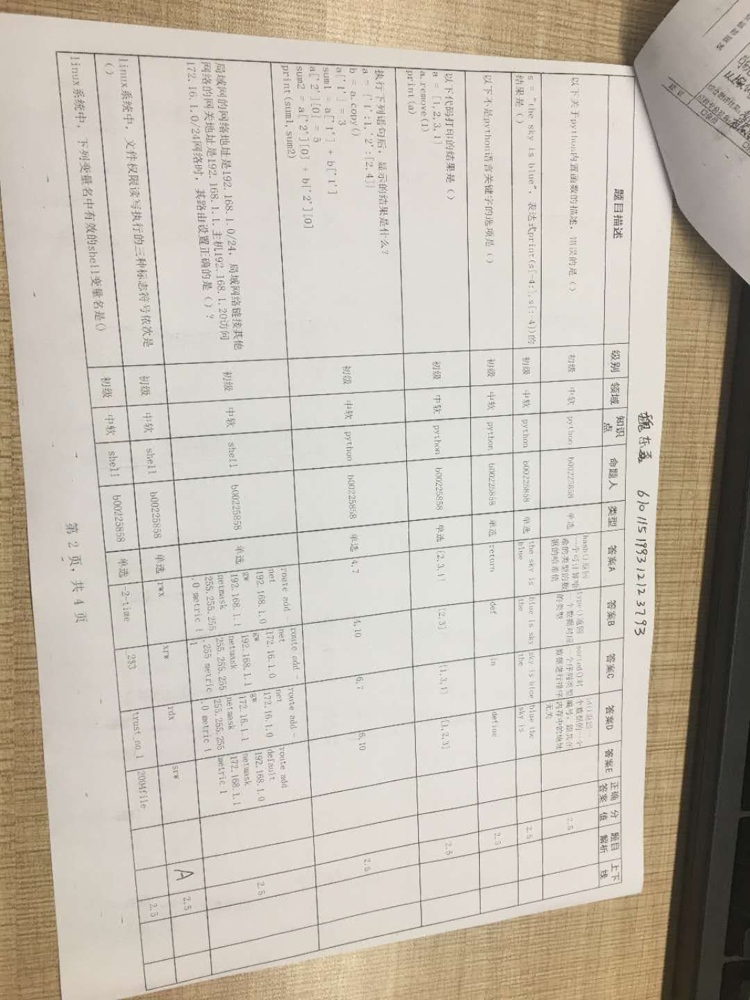 题目描述 级别 领域 知识点 命题人 类型 答案A 答案B 答案C 答案D 答案E 正确答案 分值 题目解析 上下线
以下关于python内置函数的描述，错误的是（）
初级 中软 python b00225858 单选
hash()返回一个可计算哈希的类型的数据的哈希值
type()返回一个数据对应的类型
sorted()对一个序列类型数据进行排序
id()返回一个数据的一个编号，跟其在内存中的地址无关
2.5
s = "the sky is blue"，表达式print(s[-4:],s[:-4])的
结果是（）
初级 中软 python b00225858 单选
the sky is blue
blue is sky the
sky is blue the
blue the sky is
2.5
以下不是python语言关键字的选项是（）
初级 中软 python b00225858 单选 return def in define 2.5
以下代码打印的结果是（）
a = [1,2,3,1]
a.remove(1)
print(a)
初级 中软 python b00225858 单选 [2,3,1] [2,3] [1,3,1] [1,2,3] 2.5
执行下列语句后，显示的结果是什么？
a = {'1':1,'2':[2,4]}
b = a.copy()
a['1'] = 3
sum1 = a['1'] + b['1']
a['2'][0] = 5
sum2 = a['2'][0] + b['2'][0]
print(sum1,sum2)
初级 中软 python b00225858 单选 4,7 4,10 6,7 6,10 2.5
局域网的网络地址是192.168.1.0/24，局域网络链接其他
网络的网关地址是192.168.1.1。主机192.168.1.20访问
172.16.1.0/24网络时，其路由设置正确的是（）？
初级 中软 shell b00225858 单选
route add -net 192.168.1.0 gw 192.168.1.1 netmask 255.255.255.0 metric 1
route add -net 172.16.1.0 gw 192.168.1.1 netmask 255.255.255.255 metric 1
route add -net 172.16.1.0 gw 172.16.1.1 netmask 255.255.255.0 metric 1
route add default 192.168.1.0 netmask 172.168.1.1 metric 1
2.5
linux系统中，文件权限读写执行的三种标志符号依次是
（）
初级 中软 shell b00225858 单选 rwx xrw rdx srw A 2.5
linux系统中，下列变量名中有效的shell变量名是（）
初级 中软 shell b00225858 单选 -2-time _2$3 trust_no_1 2004file 2.5
第 2 页，共 4 页